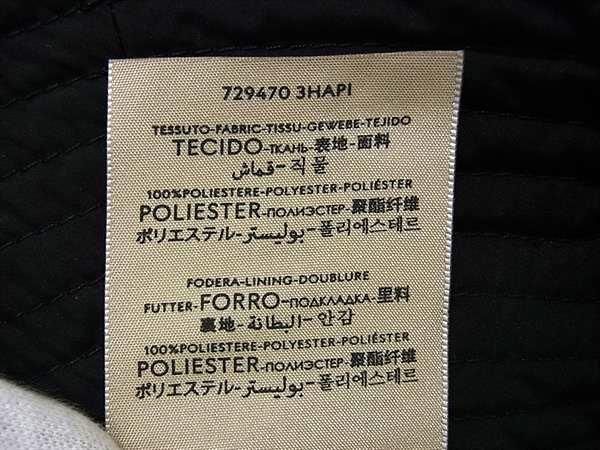 729470 3HAPI
TESSUTO-FABRIC-TISSU-GEWEBE-TEJIDO
TECIDO-ТКАНЬ-表地-面料
قماش-직물
100%POLIESTERE-POLYESTER-POLIÉSTER
POLIESTER-ПОЛИЭСТЕР-聚酯纤维
ポリエステル-بوليستر-폴리에스테르
FODERA-LINING-DOUBLURE
FUTTER-FORRO-ПОДКЛАДКА-里料
裏地-البطانة-안감
100%POLIESTERE-POLYESTER-POLIÉSTER
POLIESTER-ПОЛИЭСТЕР-聚酯纤维
ポリエステル-بوليستر-폴리에스테르